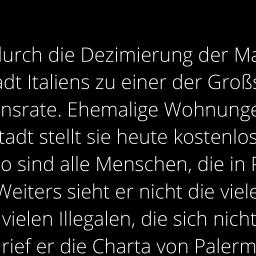 durch die Dezimierung der Ma
adt Italiens zu einer der Groß
nsrate. Ehemalige Wohnunge
tadt stellt sie heute kostenlos
o sind alle Menschen, die in P
Weiters sieht er nicht die viele
vielen Illegalen, die sich nicht
rief er die Charta von Palerm